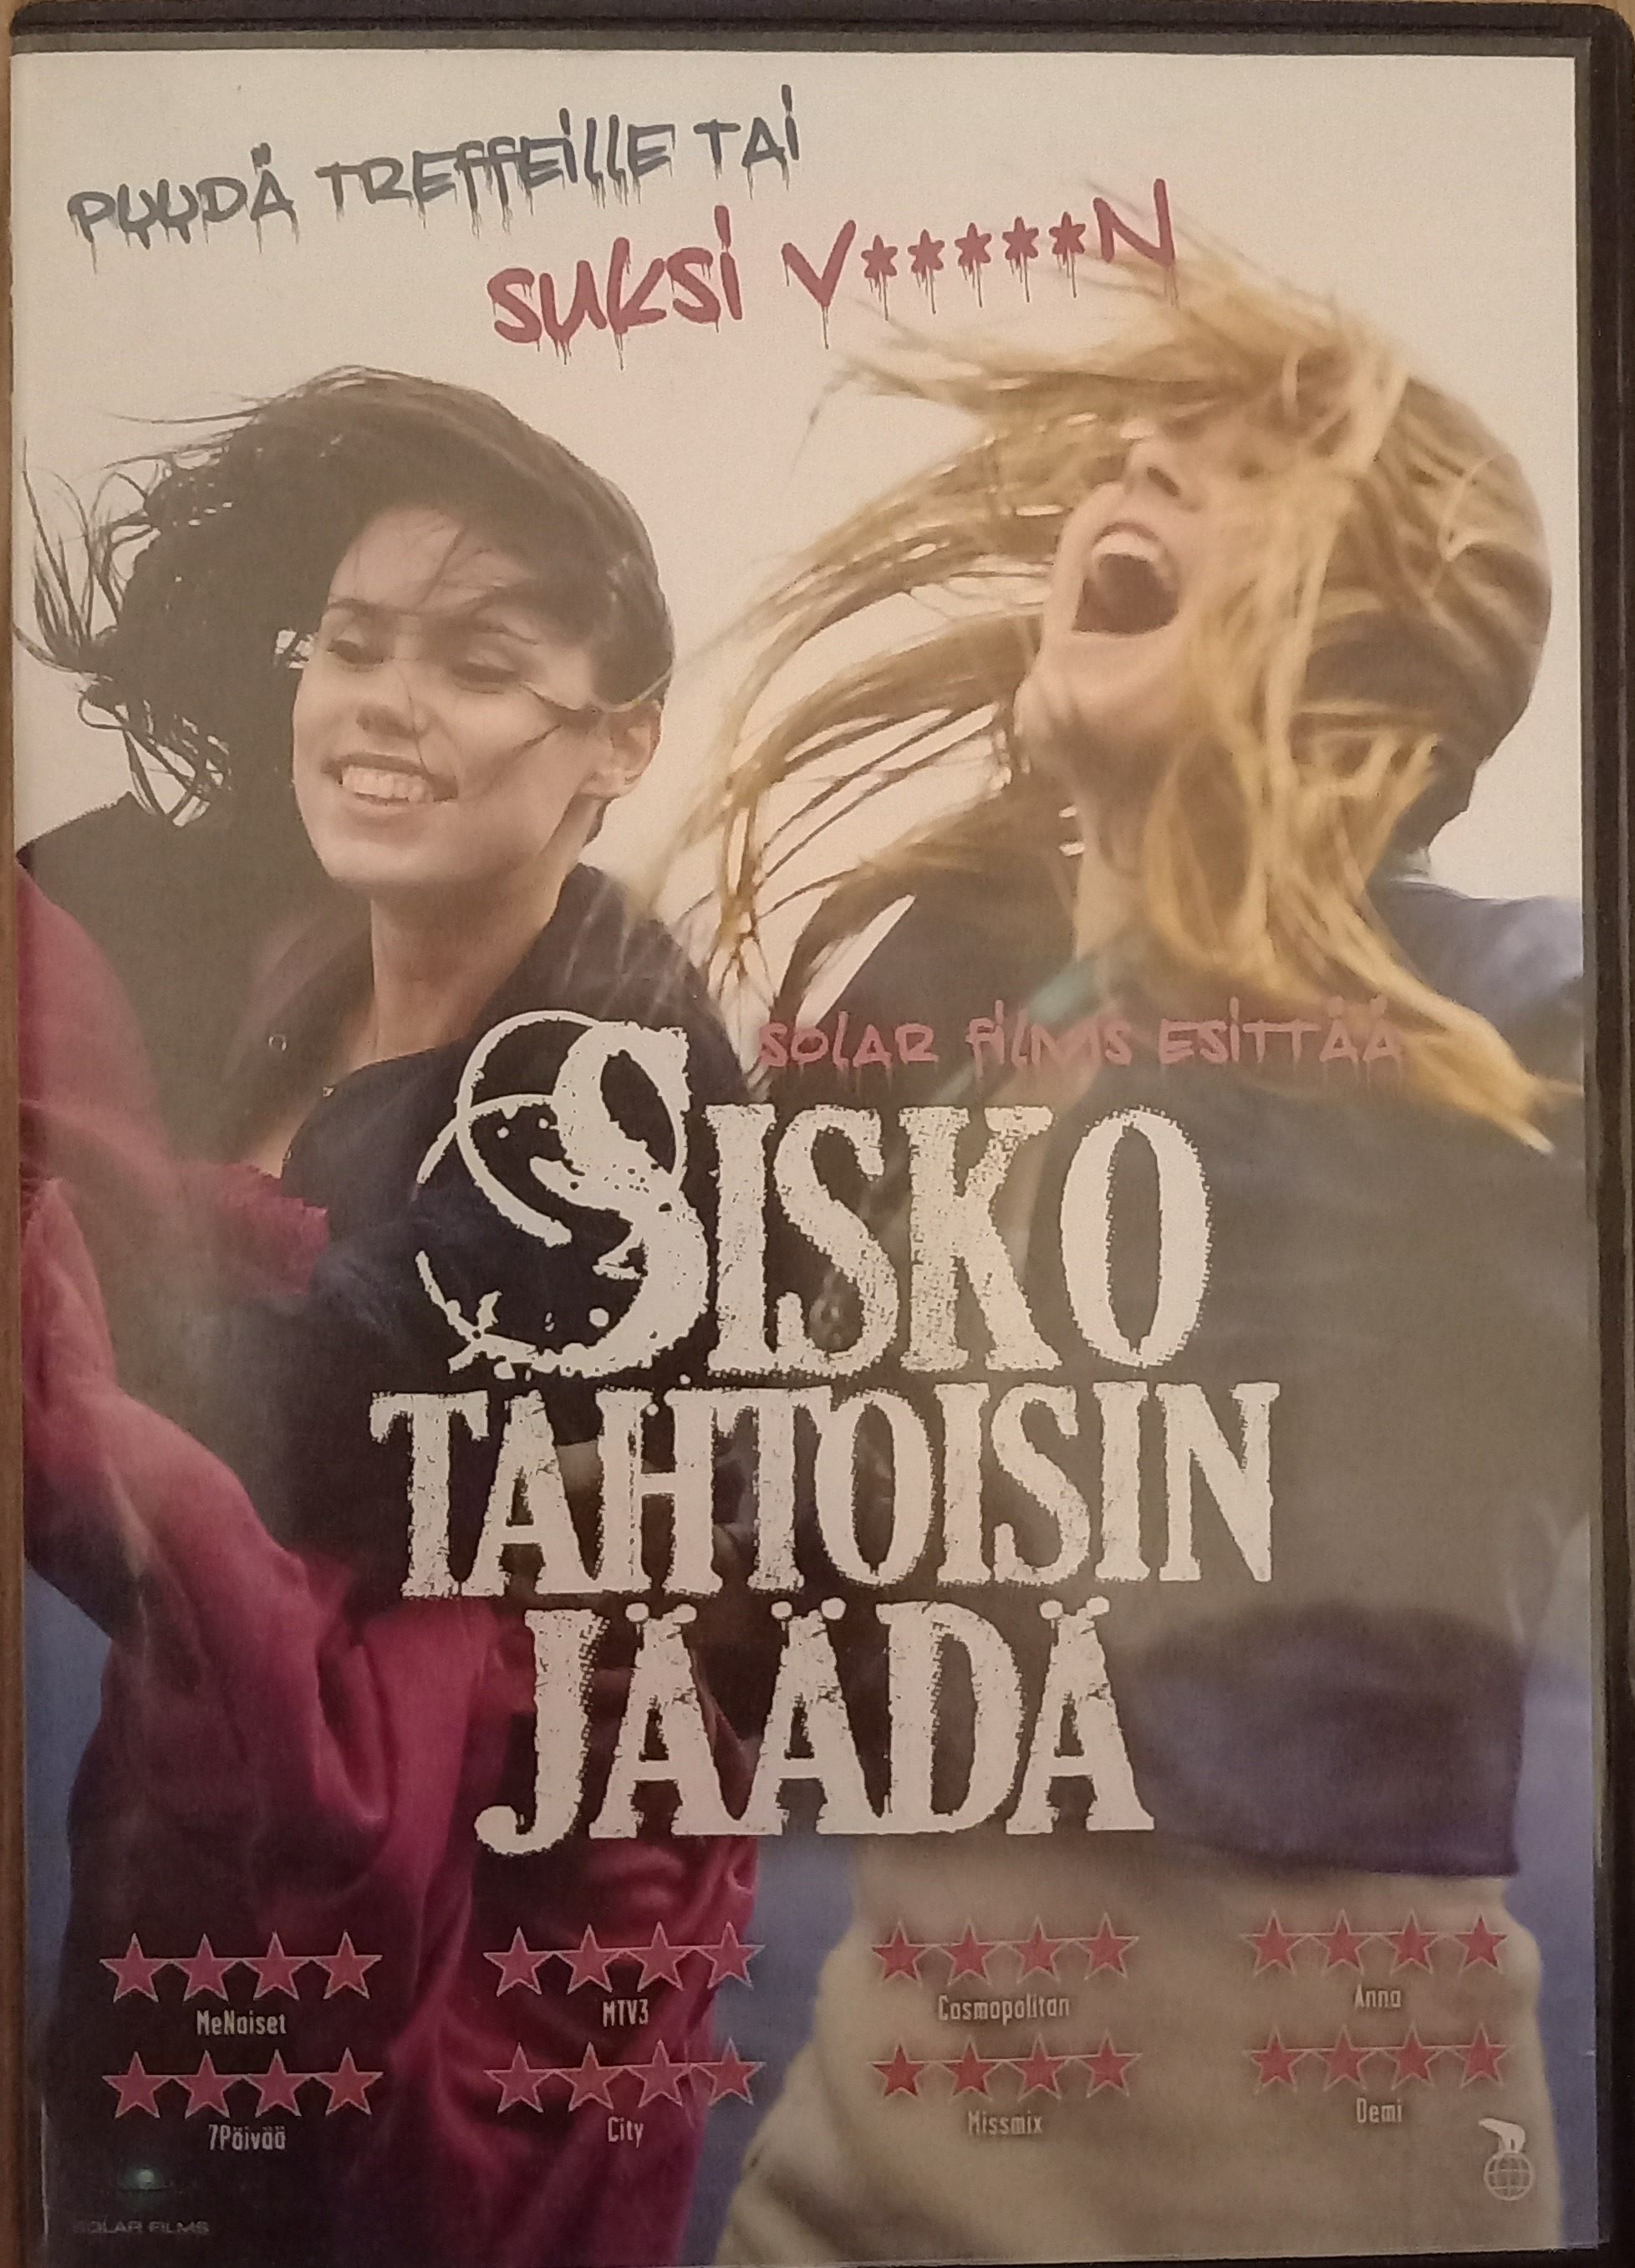 PYYDÄ TREFFEILLE TAI
SUKSI V*****N
SOLAR FILMS ESITTÄÄ
SISKO
TAHTOISIN
JÄÄDÄ
MeNaiset
MTV3
Cosmopolitan
Anna
7Päivää
City
Missmix
Demi
SOLAR FILMS